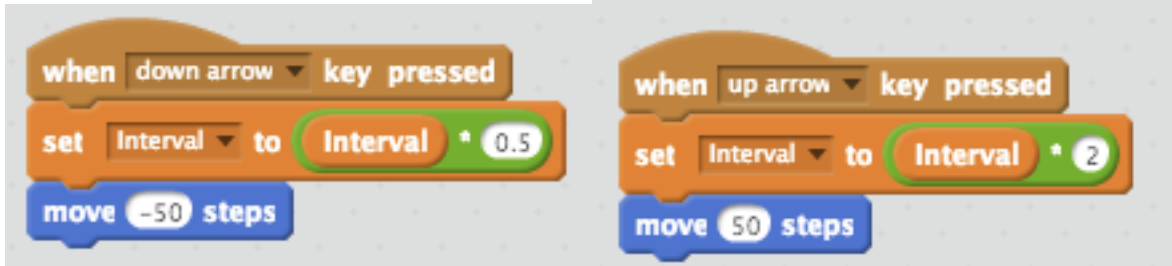 when down arrow key pressed
set Interval to Interval * 0.5
move -50 steps
when up arrow key pressed
set Interval to Interval * 2
move 50 steps